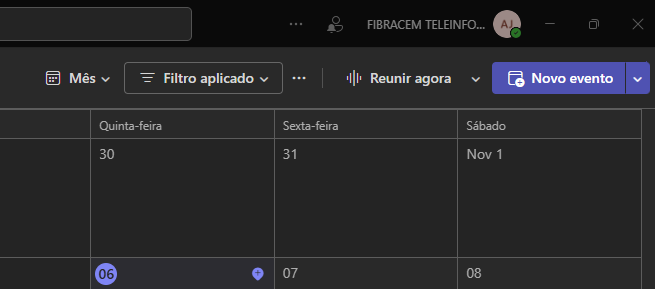 FIBRACEM TELEINFO... AJ
Mês Filtro aplicado Reunir agora Novo evento
Quinta-feira Sexta-feira Sábado
30 31 Nov 1
06 07 08